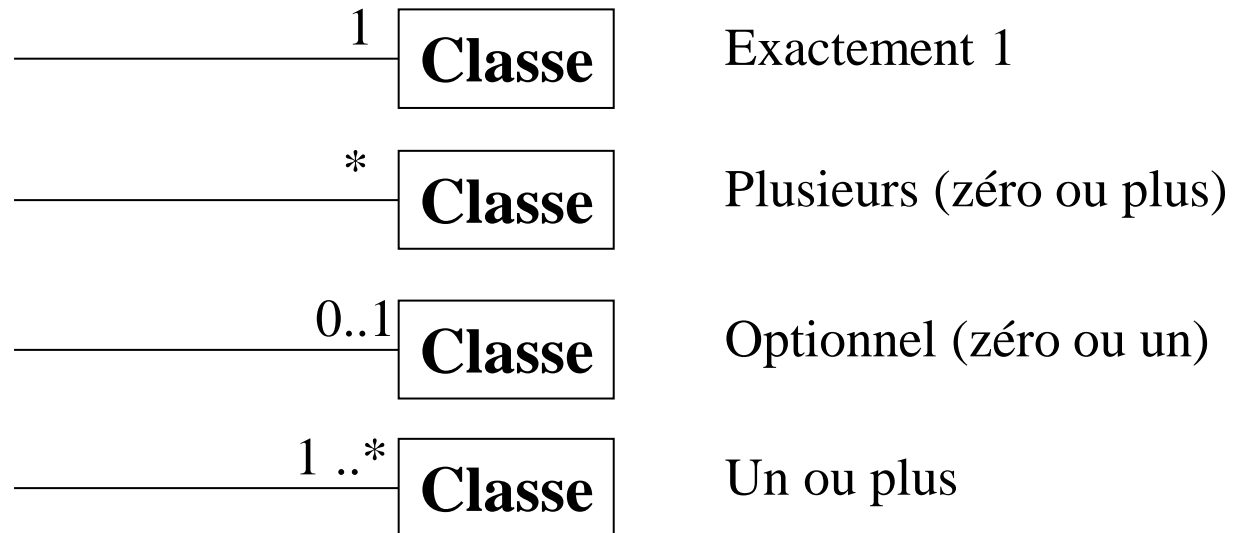 1 Classe Exactement 1
* Classe Plusieurs (zéro ou plus)
0..1 Classe Optionnel (zéro ou un)
1 ..* Classe Un ou plus